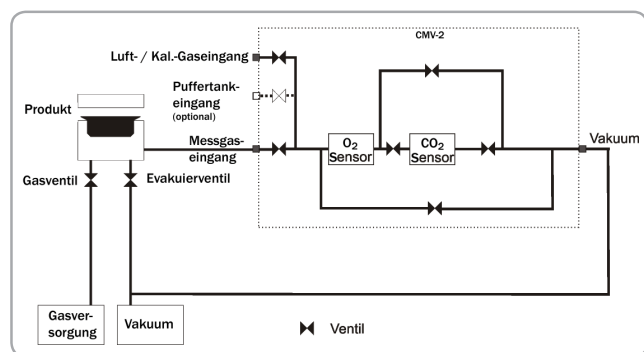 CMV-2
Luft- / Kal.-Gaseingang
Puffertank-
eingang
(optional)
Produkt
Messgas-
eingang
O2
Sensor
CO2
Sensor
Vakuum
Gasventil
Evakuierventil
Gasver-
sorgung
Vakuum
Ventil